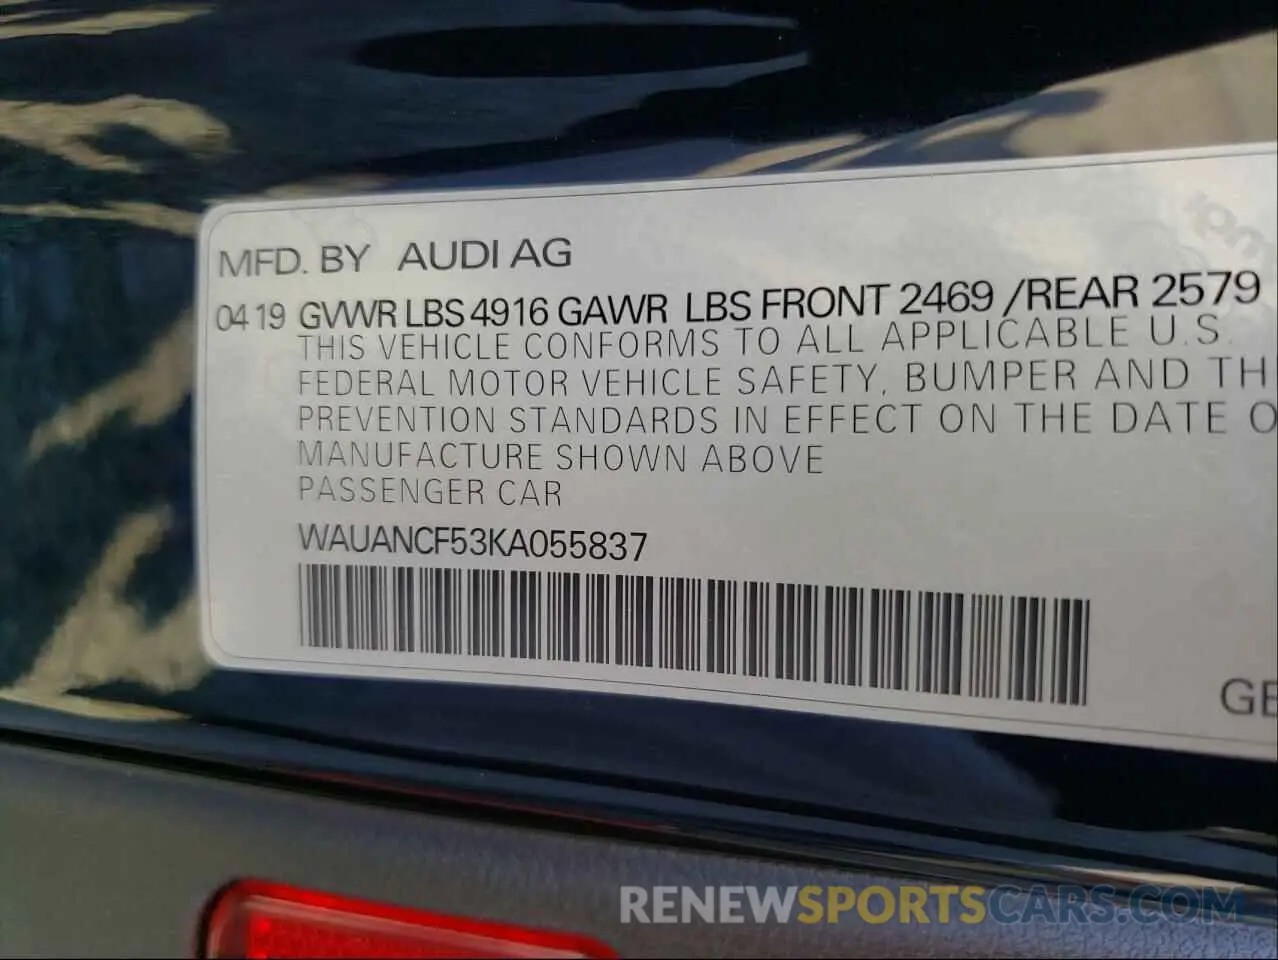 MFD. BY AUDI AG
04 19 GVWR LBS 4916 GAWR LBS FRONT 2469 /REAR 2579
THIS VEHICLE CONFORMS TO ALL APPLICABLE U.S.
FEDERAL MOTOR VEHICLE SAFETY, BUMPER AND TH
PREVENTION STANDARDS IN EFFECT ON THE DATE O
MANUFACTURE SHOWN ABOVE
PASSENGER CAR
WAUANCF53KA055837
GE
RENEWSPORTSCARS.COM